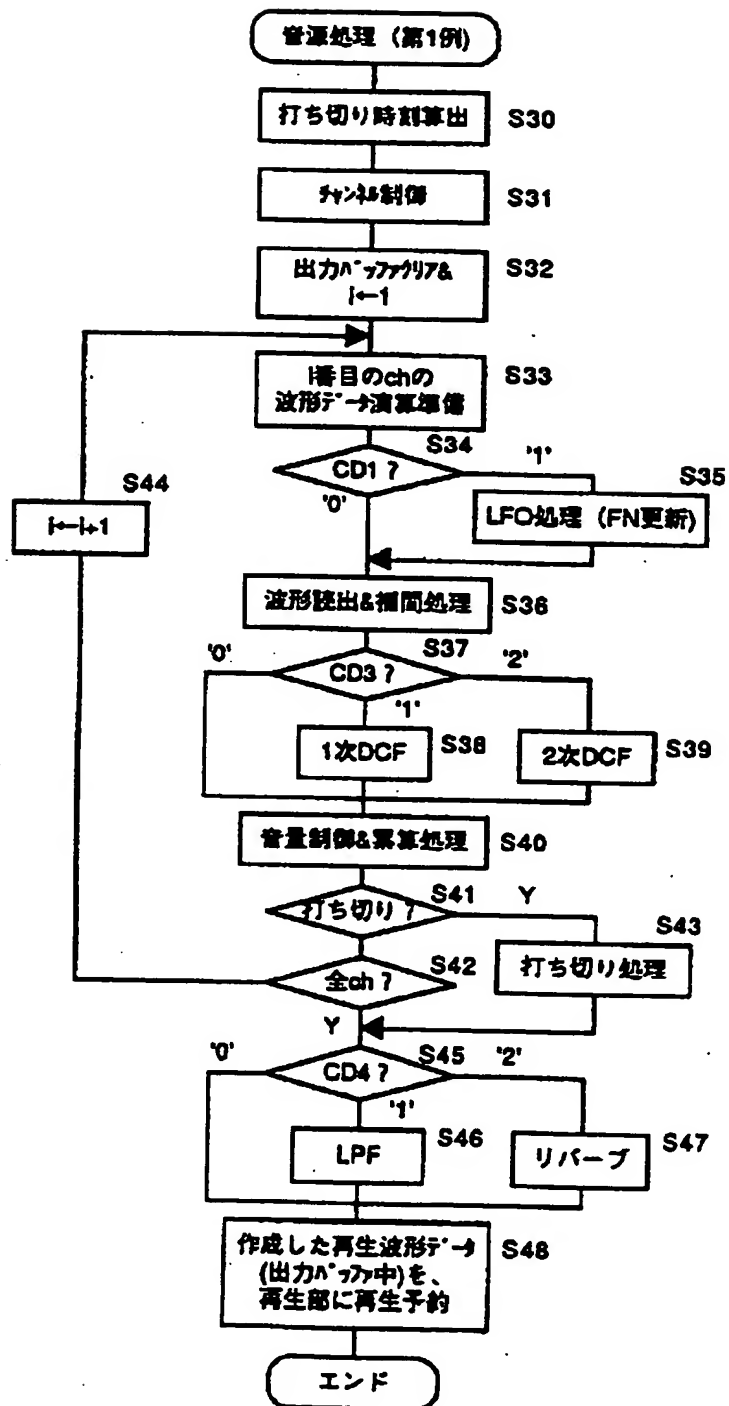 音源処理 (第1例)
打ち切り時刻算出 S30
チャンネル制御 S31
出力バッファクリア& S32
i←1
i番目のchの S33
波形データ演算準備
S34
CD1 ?
'1'
'0'
S35
LFO処理 (FN更新)
S44
i←i+1
波形読出&補間処理 S36
S37
CD3 ?
'0'
'2'
'1'
1次DCF S38
2次DCF S39
音量制御&累算処理 S40
S41
打ち切り ?
Y
S43
打ち切り処理
S42
全ch ?
Y
S45
CD4 ?
'0'
'2'
'1'
S46
LPF
S47
リバーブ
作成した再生波形データ S48
(出力バッファ中)を、
再生部に再生予約
エンド